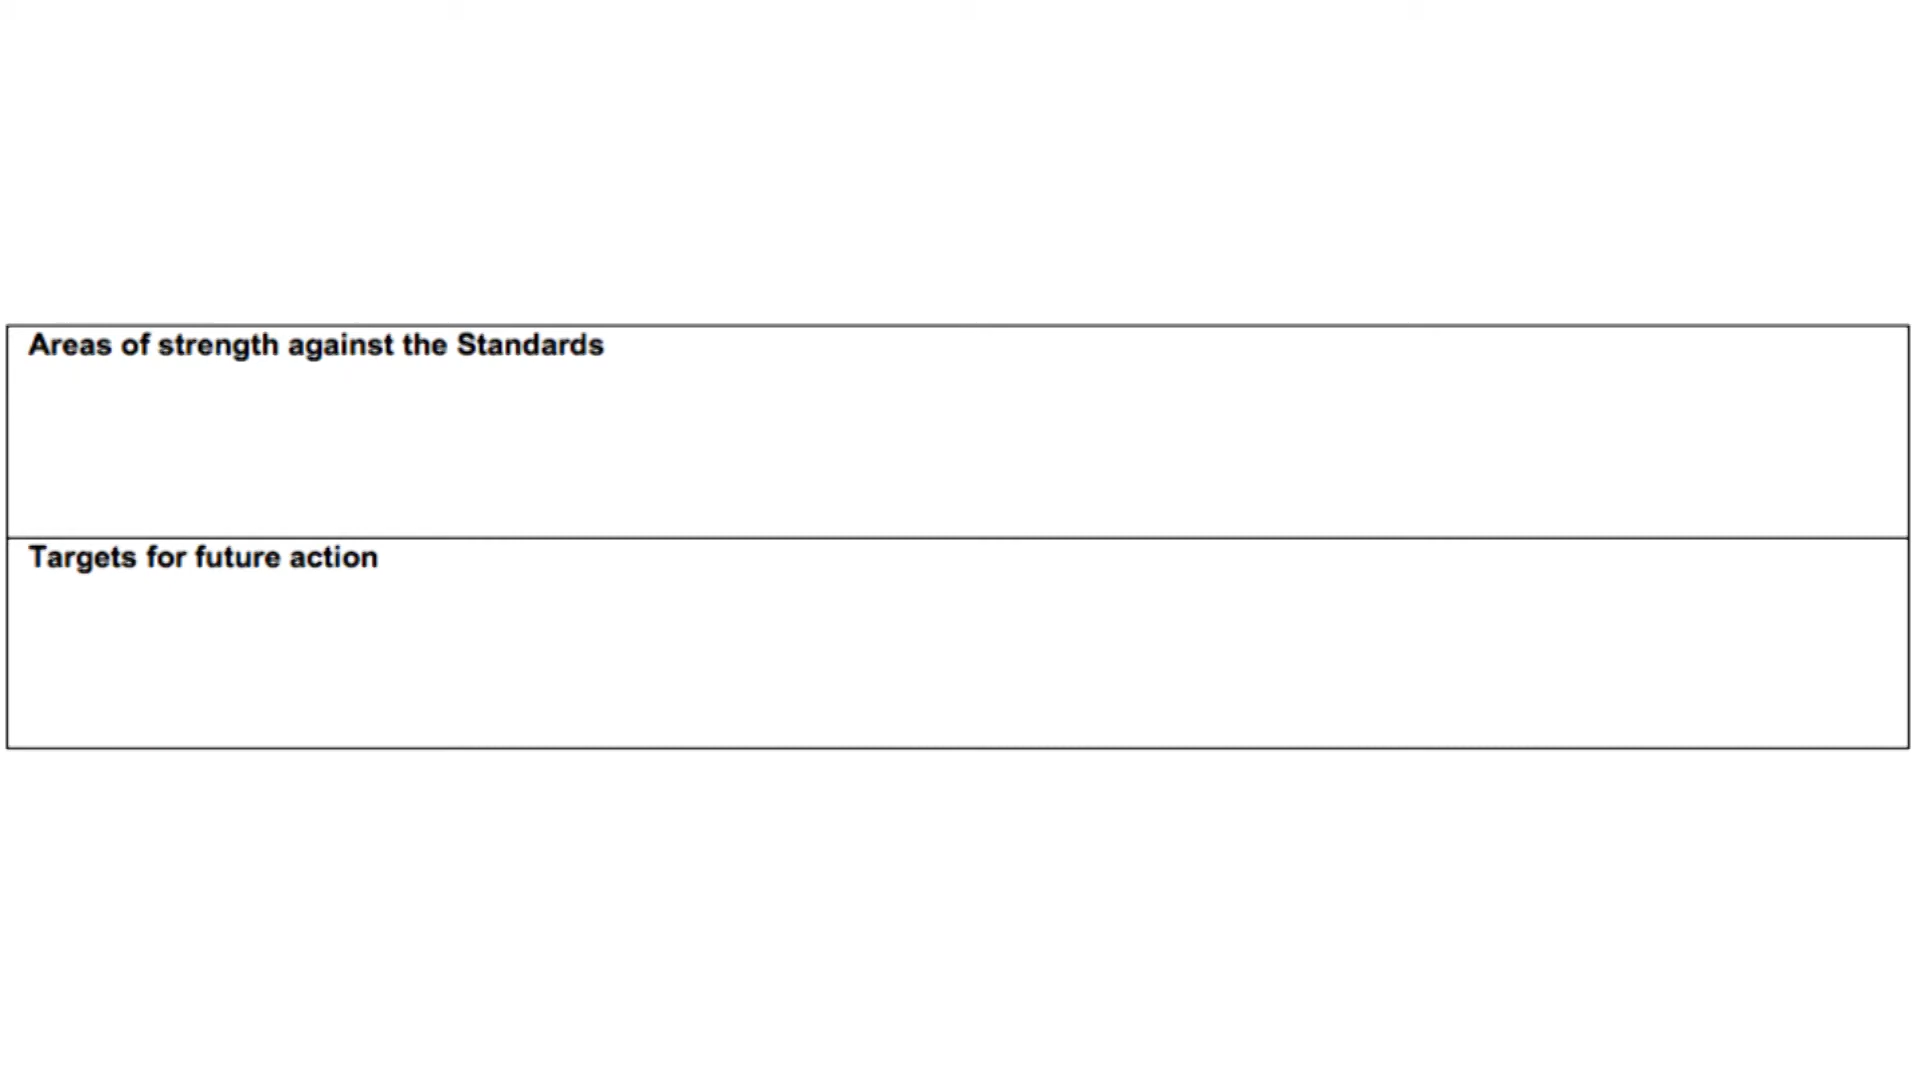 Areas of strength against the Standards
Targets for future action